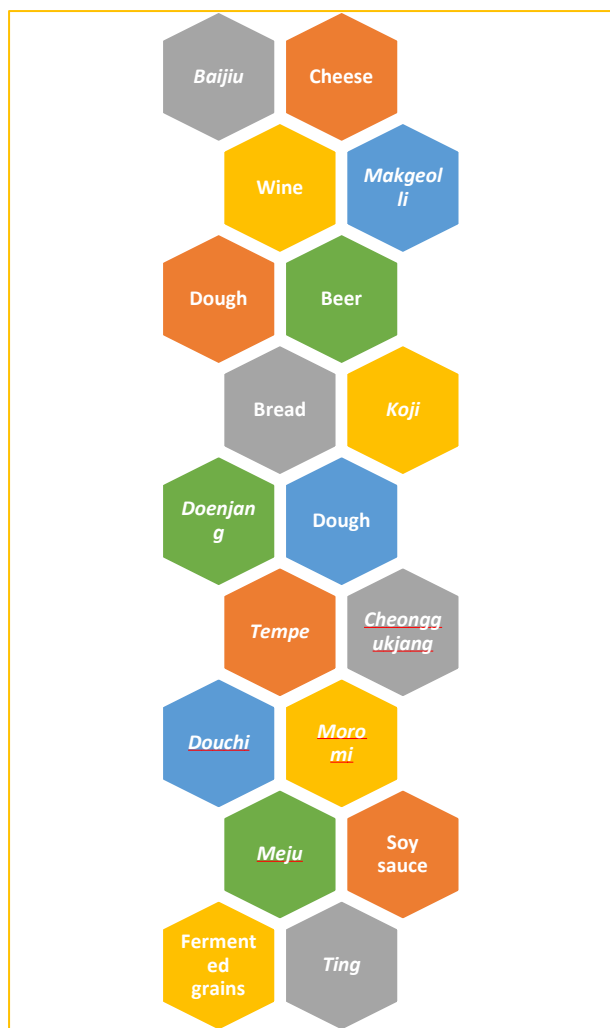 Baijiu
Cheese
Wine
Makgeol
li
Dough
Beer
Bread
Koji
Doenjan
g
Dough
Tempe
Cheongg
ukjang
Douchi
Moro
mi
Meju
Soy
sauce
Ferment
ed
grains
Ting